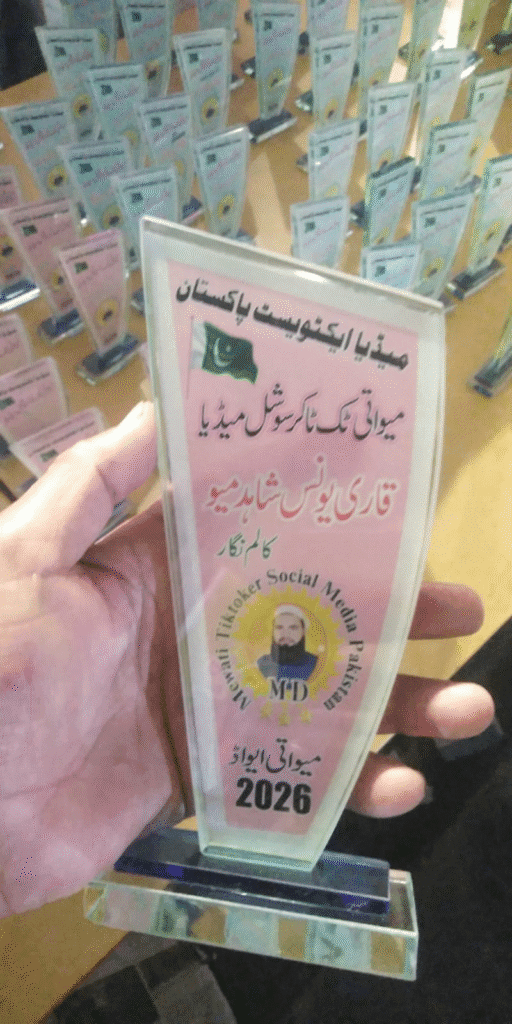 میڈیا ایکٹویسٹ پاکستان
میواتی ٹک ٹاکر سوشل میڈیا
قاری یونس شاہد میو
کالم نگار
Mewati Tiktoker Social Media Pakistan
MD
میواتی ایواڈ
2026